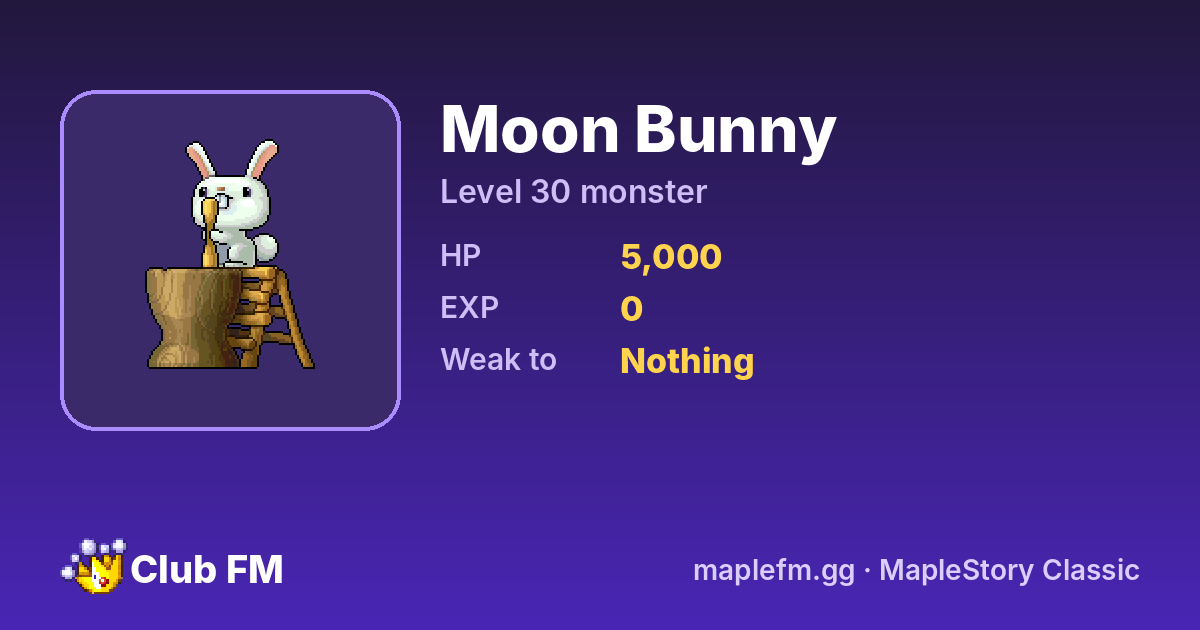 Moon Bunny
Level 30 monster
HP 5,000
EXP 0
Weak to Nothing
Club FM
maplefm.gg · MapleStory Classic